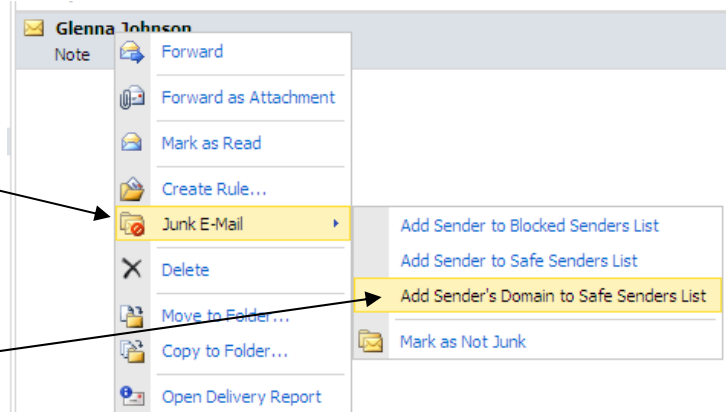 Glenna Johnson
Note
Forward
Forward as Attachment
Mark as Read
Create Rule...
Junk E-Mail
Delete
Move to Folder...
Copy to Folder...
Open Delivery Report
Add Sender to Blocked Senders List
Add Sender to Safe Senders List
Add Sender's Domain to Safe Senders List
Mark as Not Junk